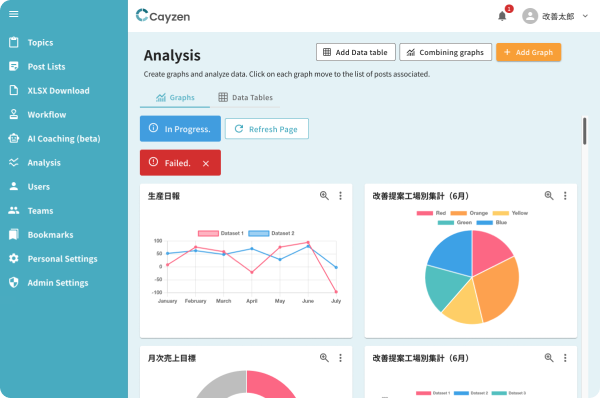 Cayzen
1
改善太郎
Topics
Post Lists
XLSX Download
Workflow
AI Coaching (beta)
Analysis
Users
Teams
Bookmarks
Personal Settings
Admin Settings
Analysis
Add Data table
Combining graphs
+ Add Graph
Create graphs and analyze data. Click on each graph move to the list of posts associated.
Graphs
Data Tables
In Progress.
Refresh Page
Failed.
生産日報
Dataset 1
Dataset 2
100
50
0
-50
-100
January
February
March
April
May
June
July
改善提案工場別集計（6月）
Red
Orange
Yellow
Green
Blue
月次売上目標
改善提案工場別集計（6月）
Dataset 1
Dataset 2
Dataset 3